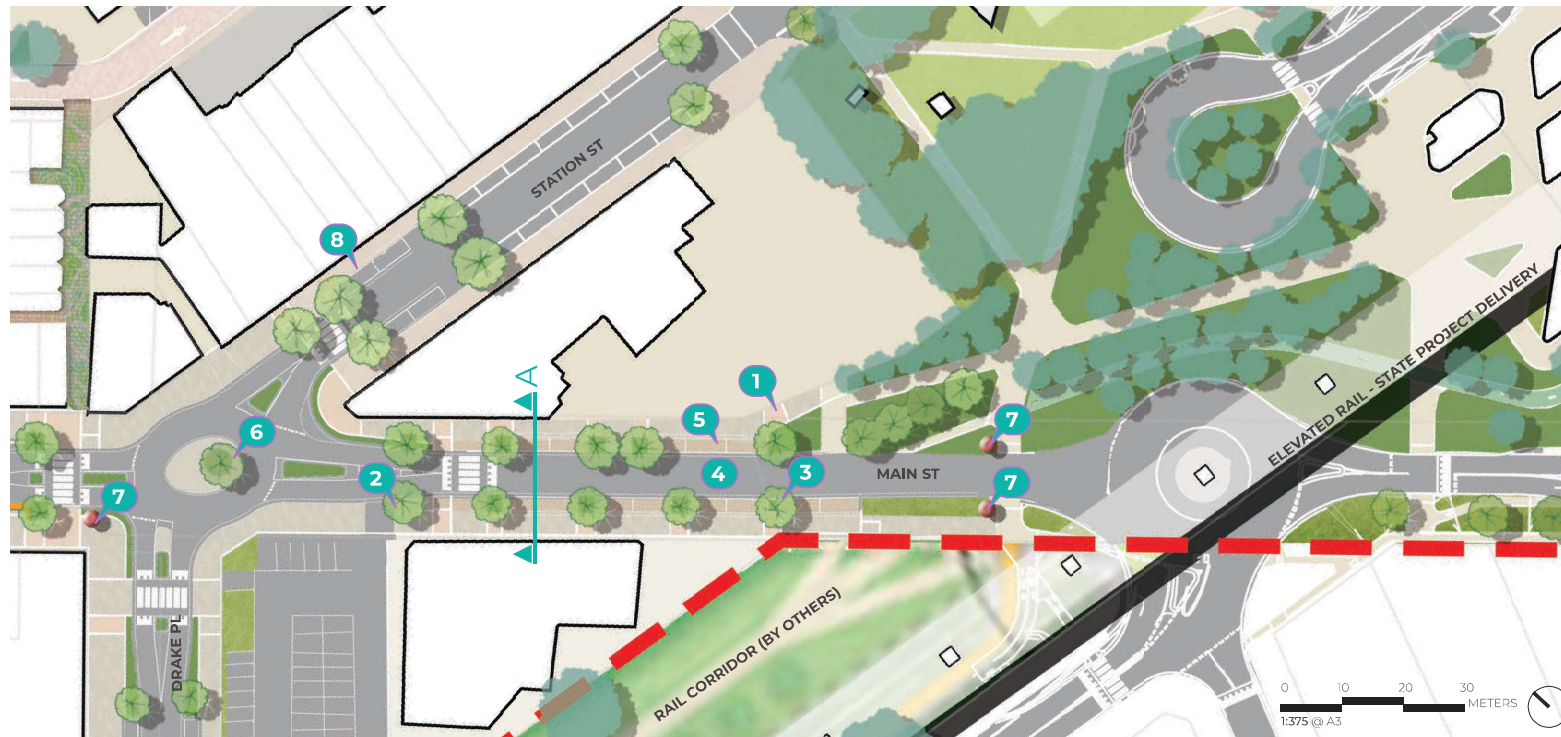 STATION ST
8
A
1
5
7
6
4
MAIN ST
2
3
7
7
ELEVATED RAIL - STATE PROJECT DELIVERY
DRAKE PL
RAIL CORRIDOR (BY OTHERS)
0 10 20 30
METERS
1:375 @ A3